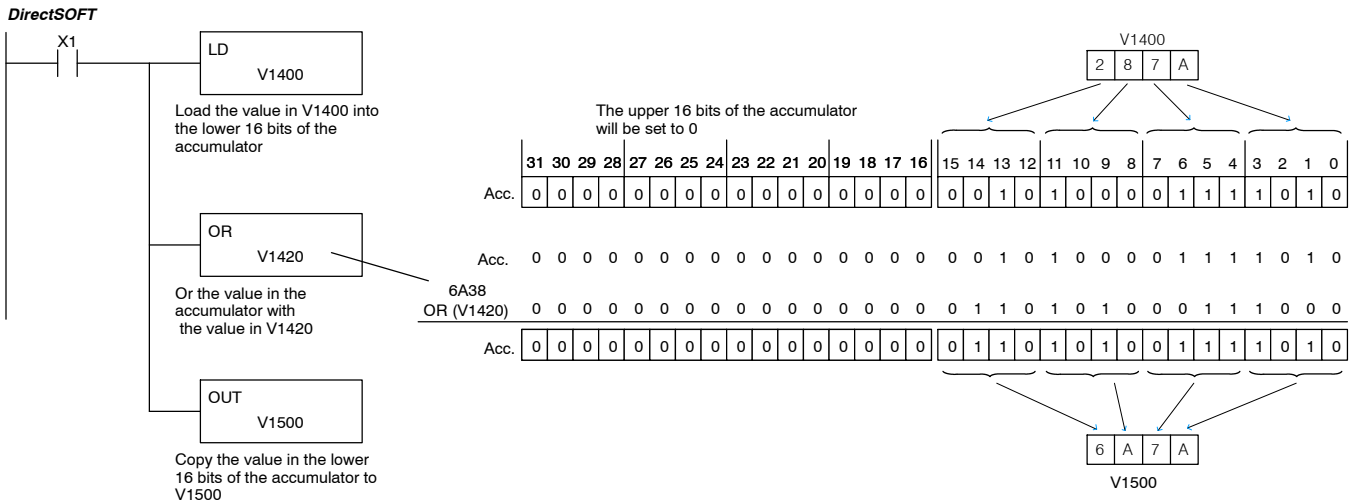 DirectSOFT
X1
LD
V1400
Load the value in V1400 into
the lower 16 bits of the
accumulator
OR
V1420
Or the value in the
accumulator with
the value in V1420
OUT
V1500
Copy the value in the lower
16 bits of the accumulator to
V1500
V1400
2 8 7 A
The upper 16 bits of the accumulator
will be set to 0
31 30 29 28 27 26 25 24 23 22 21 20 19 18 17 16 15 14 13 12 11 10 9 8 7 6 5 4 3 2 1 0
Acc. 0 0 0 0 0 0 0 0 0 0 0 0 0 0 0 0 0 0 1 0 1 0 0 0 0 1 1 1 1 0 1 0
Acc. 0 0 0 0 0 0 0 0 0 0 0 0 0 0 0 0 0 0 1 0 1 0 0 0 0 1 1 1 1 0 1 0
6A38
OR (V1420) 0 0 0 0 0 0 0 0 0 0 0 0 0 0 0 0 0 1 1 0 1 0 1 0 0 0 1 1 1 0 0 0
Acc. 0 0 0 0 0 0 0 0 0 0 0 0 0 0 0 0 0 1 1 0 1 0 1 0 0 1 1 1 1 0 1 0
6 A 7 A
V1500